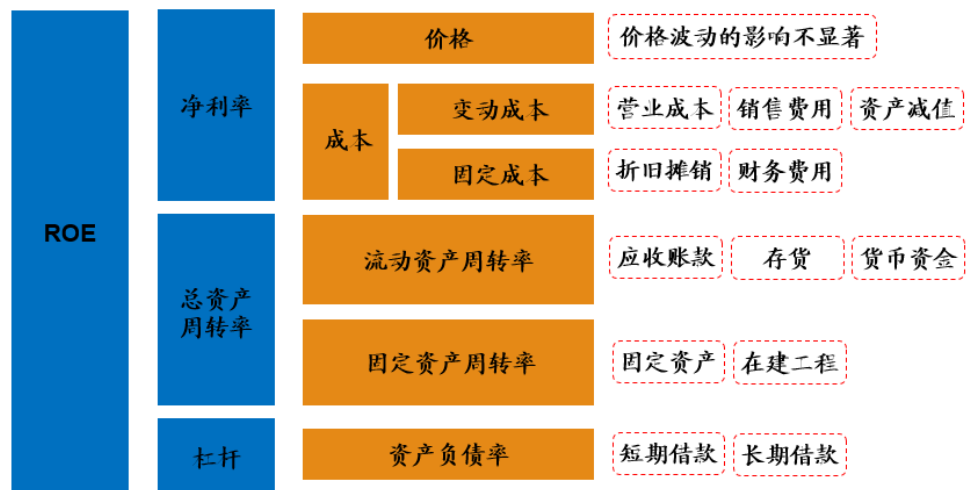 ROE
净利率
价格
价格波动的影响不显著
成本
变动成本
营业成本 销售费用 资产减值
固定成本
折旧摊销 财务费用
总资产
周转率
流动资产周转率
应收账款 存货 货币资金
固定资产周转率
固定资产 在建工程
杠杆
资产负债率
短期借款 长期借款